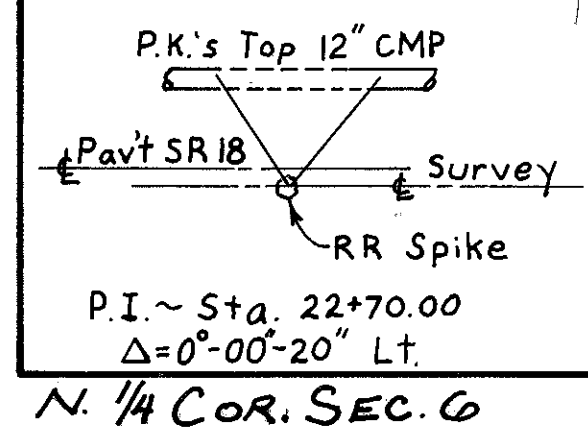 P.K.'s Top 12" CMP
℄ Pav't SR 18
℄ Survey
RR Spike
P.I.~ Sta. 22+70.00
Δ=0°-00"-20" Lt.
N. 1/4 COR. SEC. 6